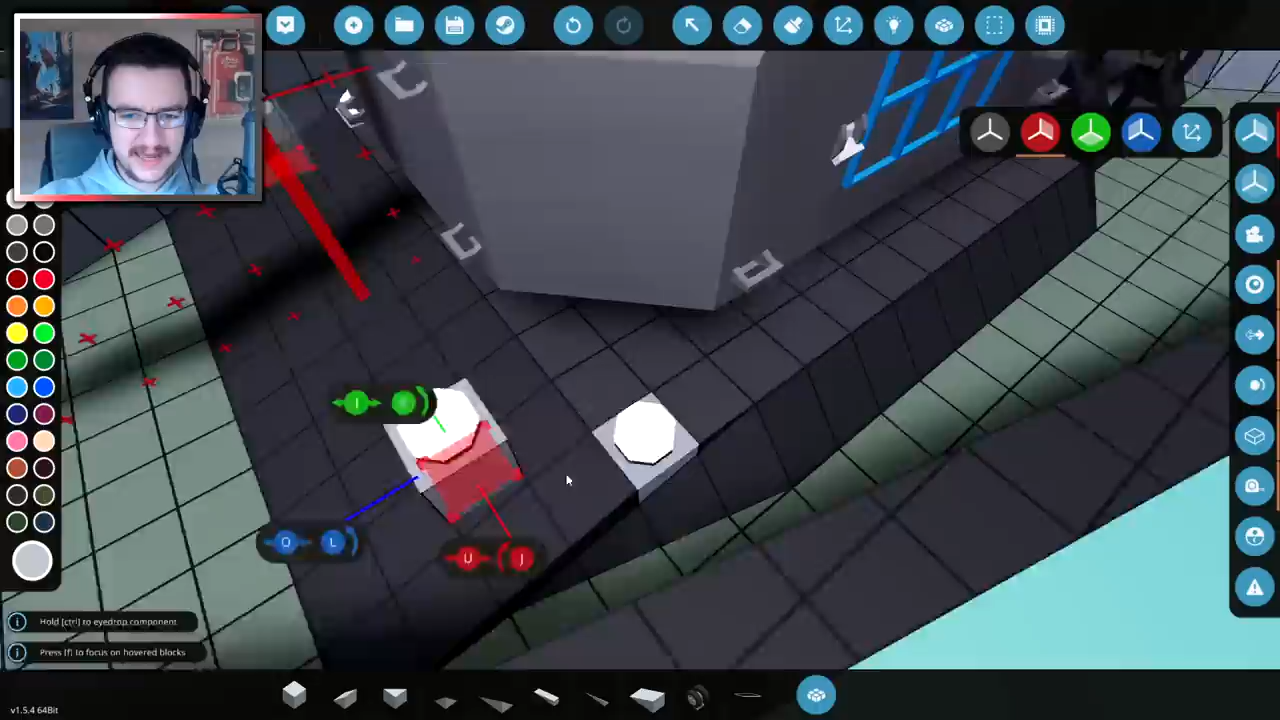 I
O
L
U
J
Hold [ctrl] to eyedrop component
Press [f] to focus on hovered blocks
v1.5.4 64Bit